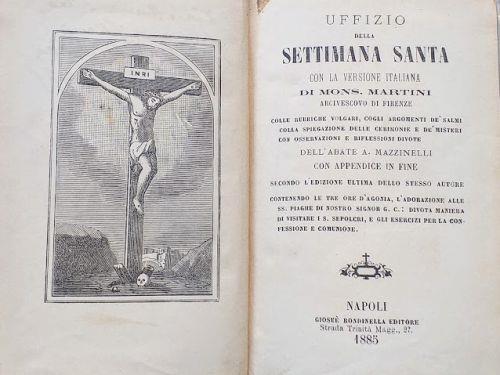 INRI
UFFIZIO
DELLA
SETTIMANA SANTA
CON LA VERSIONE ITALIANA
DI MONS. MARTINI
ARCIVESCOVO DI FIRENZE
COLLE RUBRICHE VOLGARI, COGLI ARGOMENTI DE' SALMI
COLLA SPIEGAZIONE DELLE CERIMONIE E DE' MISTERI
CON OSSERVAZIONI E RIFLESSIONI DIVOTE
DELL'ABATE A. MAZZINELLI
CON APPENDICE IN FINE
SECONDO L'EDIZIONE ULTIMA DELLO STESSO AUTORE
CONTENENDO LE TRE ORE D'AGONIA, L'ADORAZIONE ALLE
SS. PIAGHE DI NOSTRO SIGNOR G. C.: DIVOTA MANIERA
DI VISITARE I S. SEPOLCRI, E GLI ESERCIZI PER LA CON-
FESSIONE E COMUNIONE.
NAPOLI
GIOSUÈ RONDINELLA EDITORE
Strada Trinità Magg., 27.
1885